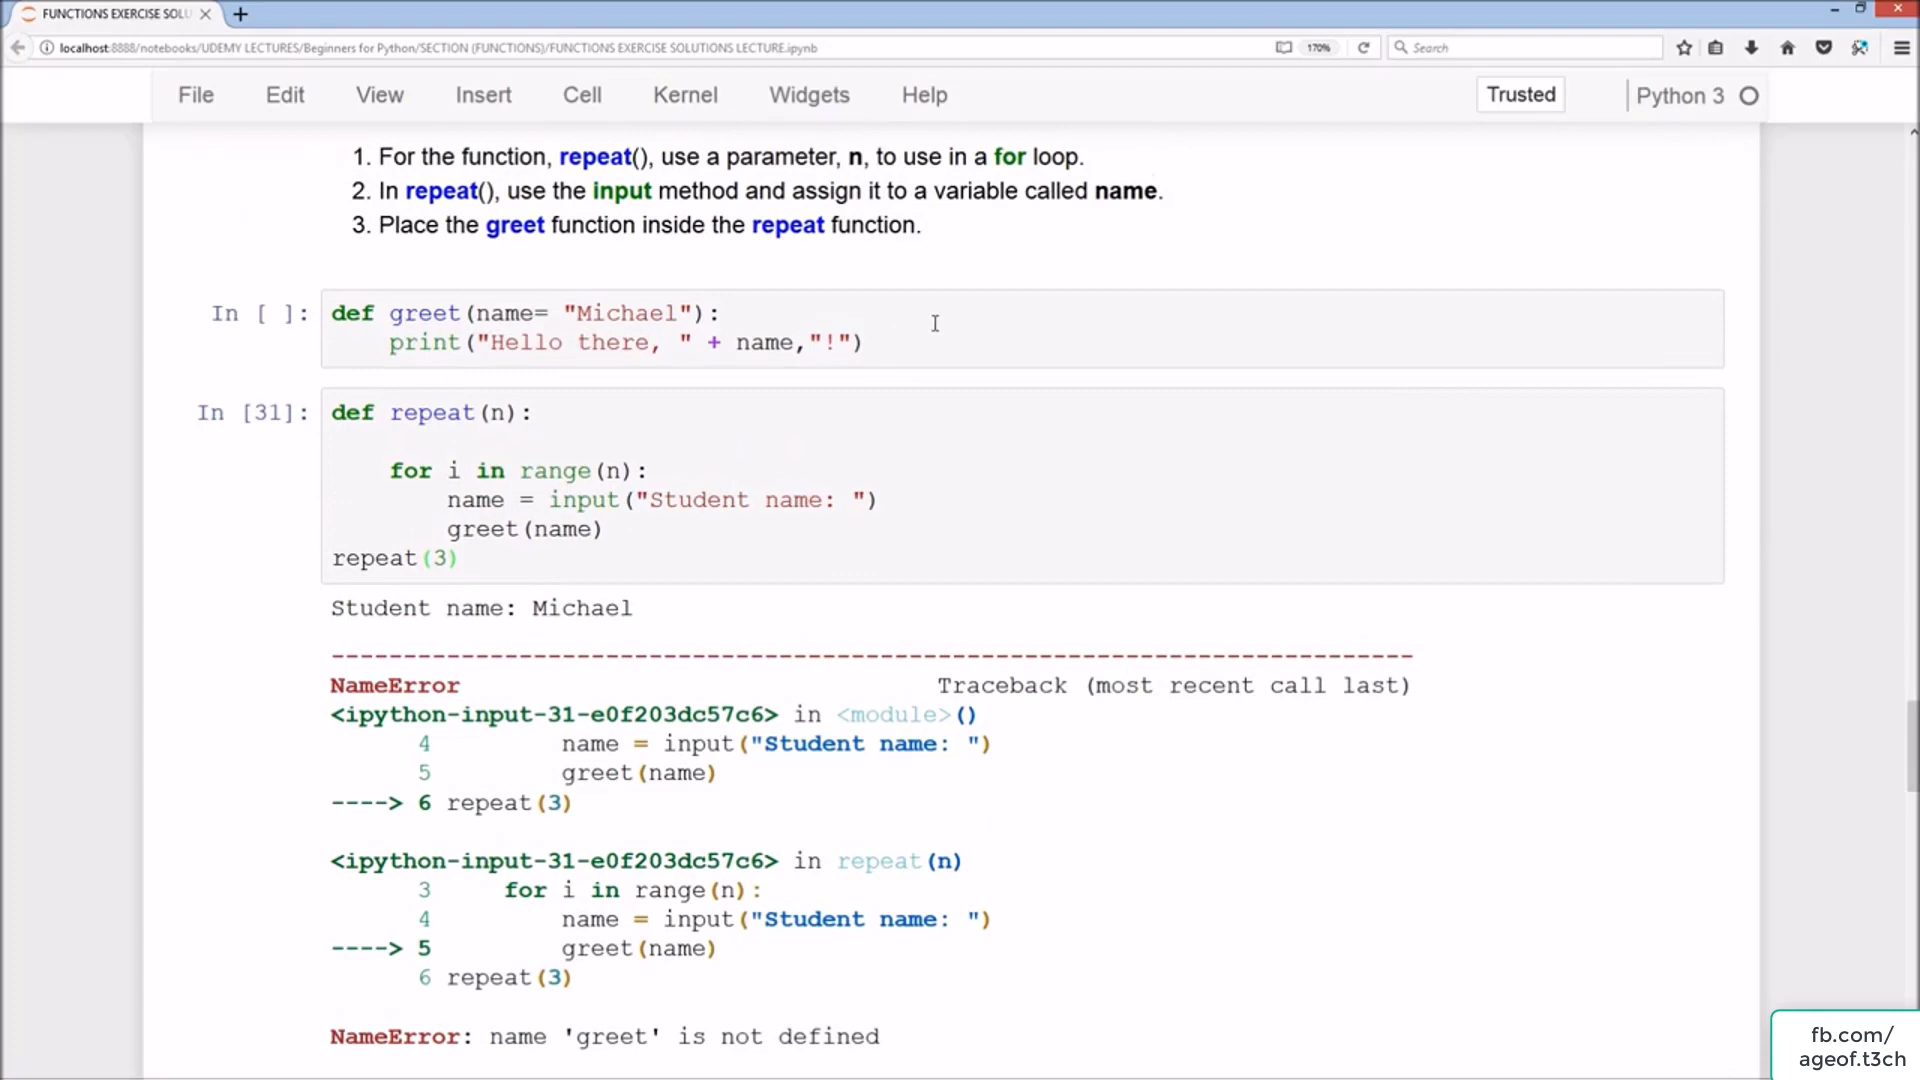 FUNCTIONS EXERCISE SOLU
localhost:8888/notebooks/UDEMY LECTURES/Beginners for Python/SECTION (FUNCTIONS)/FUNCTIONS EXERCISE SOLUTIONS LECTURE.ipynb
170%
Search
File Edit View Insert Cell Kernel Widgets Help
Trusted
Python 3
1. For the function, repeat(), use a parameter, n, to use in a for loop.
2. In repeat(), use the input method and assign it to a variable called name.
3. Place the greet function inside the repeat function.
In [ ]: def greet(name= "Michael"):
print("Hello there, " + name,"!")
In [31]: def repeat(n):
for i in range(n):
name = input("Student name: ")
greet(name)
repeat(3)
Student name: Michael
---------------------------------------------------------------------------
NameError Traceback (most recent call last)
<ipython-input-31-e0f203dc57c6> in <module>()
4 name = input("Student name: ")
5 greet(name)
----> 6 repeat(3)
<ipython-input-31-e0f203dc57c6> in repeat(n)
3 for i in range(n):
4 name = input("Student name: ")
----> 5 greet(name)
6 repeat(3)
NameError: name 'greet' is not defined
fb.com/
ageof.t3ch